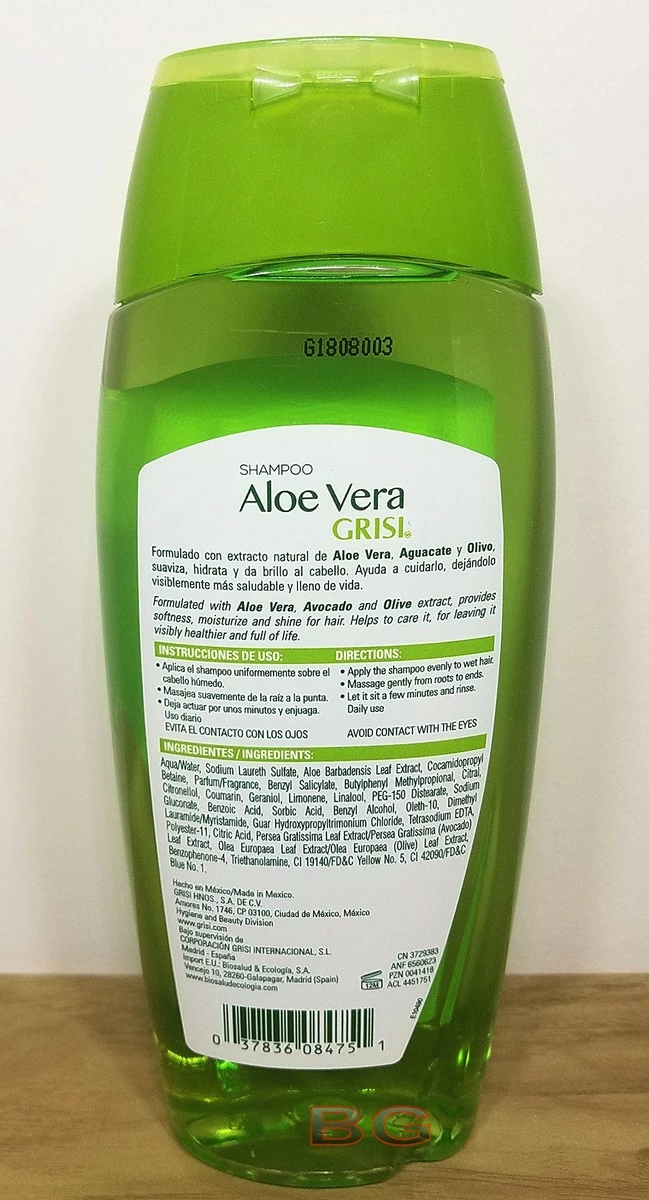 G1808003
SHAMPOO
Aloe Vera
GRISI
Formulado con extracto natural de Aloe Vera, Aguacate y Olivo,
suaviza, hidrata y da brillo al cabello. Ayuda a cuidarlo, dejándolo
visiblemente más saludable y lleno de vida.
Formulated with Aloe Vera, Avocado and Olive extract, provides
softness, moisturize and shine for hair. Helps to care it, for leaving it
visibly healthier and full of life.
INSTRUCCIONES DE USO:
• Aplica el shampoo uniformemente sobre el
cabello húmedo.
• Masajea suavemente de la raíz a la punta.
• Deja actuar por unos minutos y enjuaga.
Uso diario
EVITA EL CONTACTO CON LOS OJOS
DIRECTIONS:
• Apply the shampoo evenly to wet hair.
• Massage gently from roots to ends.
• Let it sit a few minutes and rinse.
Daily use
AVOID CONTACT WITH THE EYES
INGREDIENTES / INGREDIENTS:
Aqua/Water, Sodium Laureth Sulfate, Aloe Barbadensis Leaf Extract, Cocamidopropyl
Betaine, Parfum/Fragrance, Benzyl Salicylate, Butylphenyl Methylpropional, Citral,
Citronellol, Coumarin, Geraniol, Limonene, Linalool, PEG-150 Distearate, Sodium
Gluconate, Benzoic Acid, Sorbic Acid, Benzyl Alcohol, Oleth-10, Dimethyl
Lauramide/Myristamide, Guar Hydroxypropyltrimonium Chloride, Tetrasodium EDTA,
Polyester-11, Citric Acid, Persea Gratissima Leaf Extract/Persea Gratissima (Avocado)
Leaf Extract, Olea Europaea Leaf Extract/Olea Europaea (Olive) Leaf Extract,
Benzophenone-4, Triethanolamine, CI 19140/FD&C Yellow No. 5, CI 42090/FD&C
Blue No. 1.
Hecho en México/Made in Mexico.
GRISI HNOS., S.A. DE C.V.
Amores No. 1746, CP 03100, Ciudad de México, México
Hygiene and Beauty Division
www.grisi.com
Bajo supervisión de
CORPORACIÓN GRISI INTERNACIONAL, S.L.
Madrid - España
Import E.U.: Biosalud & Ecología, S.A.
Vencejo 10, 28260-Galapagar, Madrid (Spain)
www.biosaludecologia.com
12M
CN 3729383
ANF 6560623
PZN 0041418
ACL 4451751
0 37836 08475 1
BG